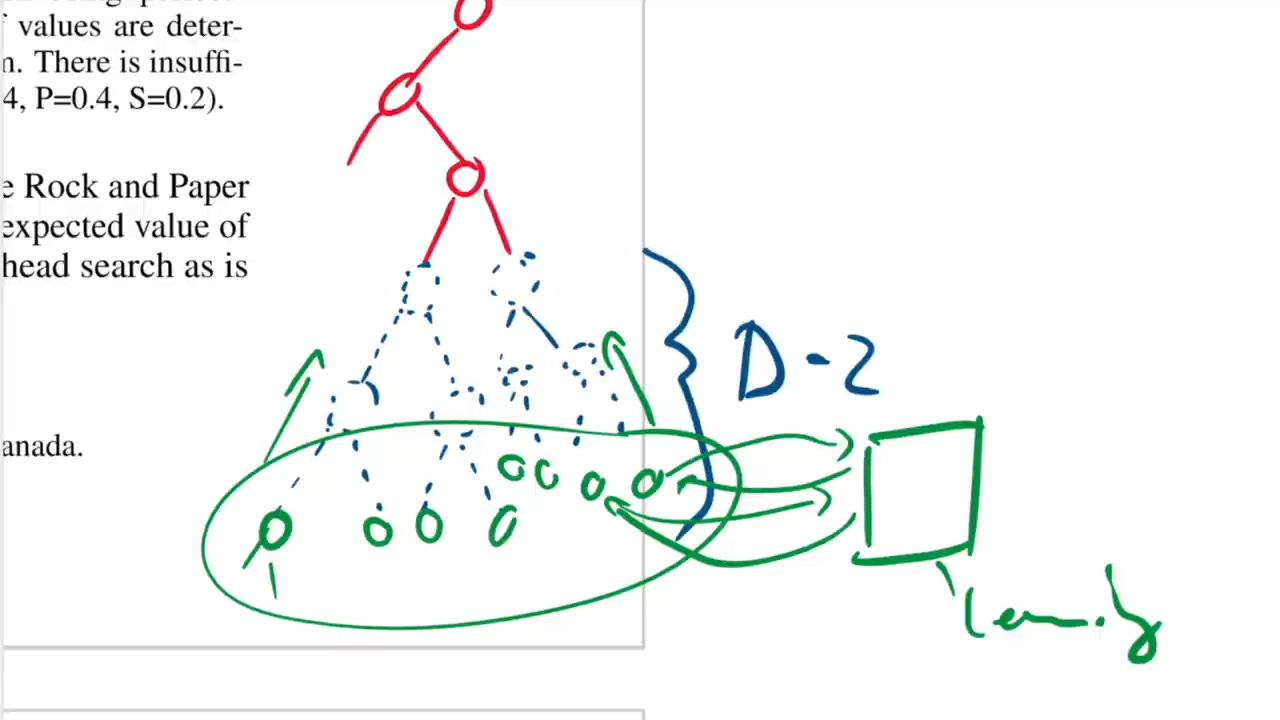 values are deter-
n. There is insuffi-
4, P=0.4, S=0.2).
e Rock and Paper
expected value of
head search as is
anada.
D-2